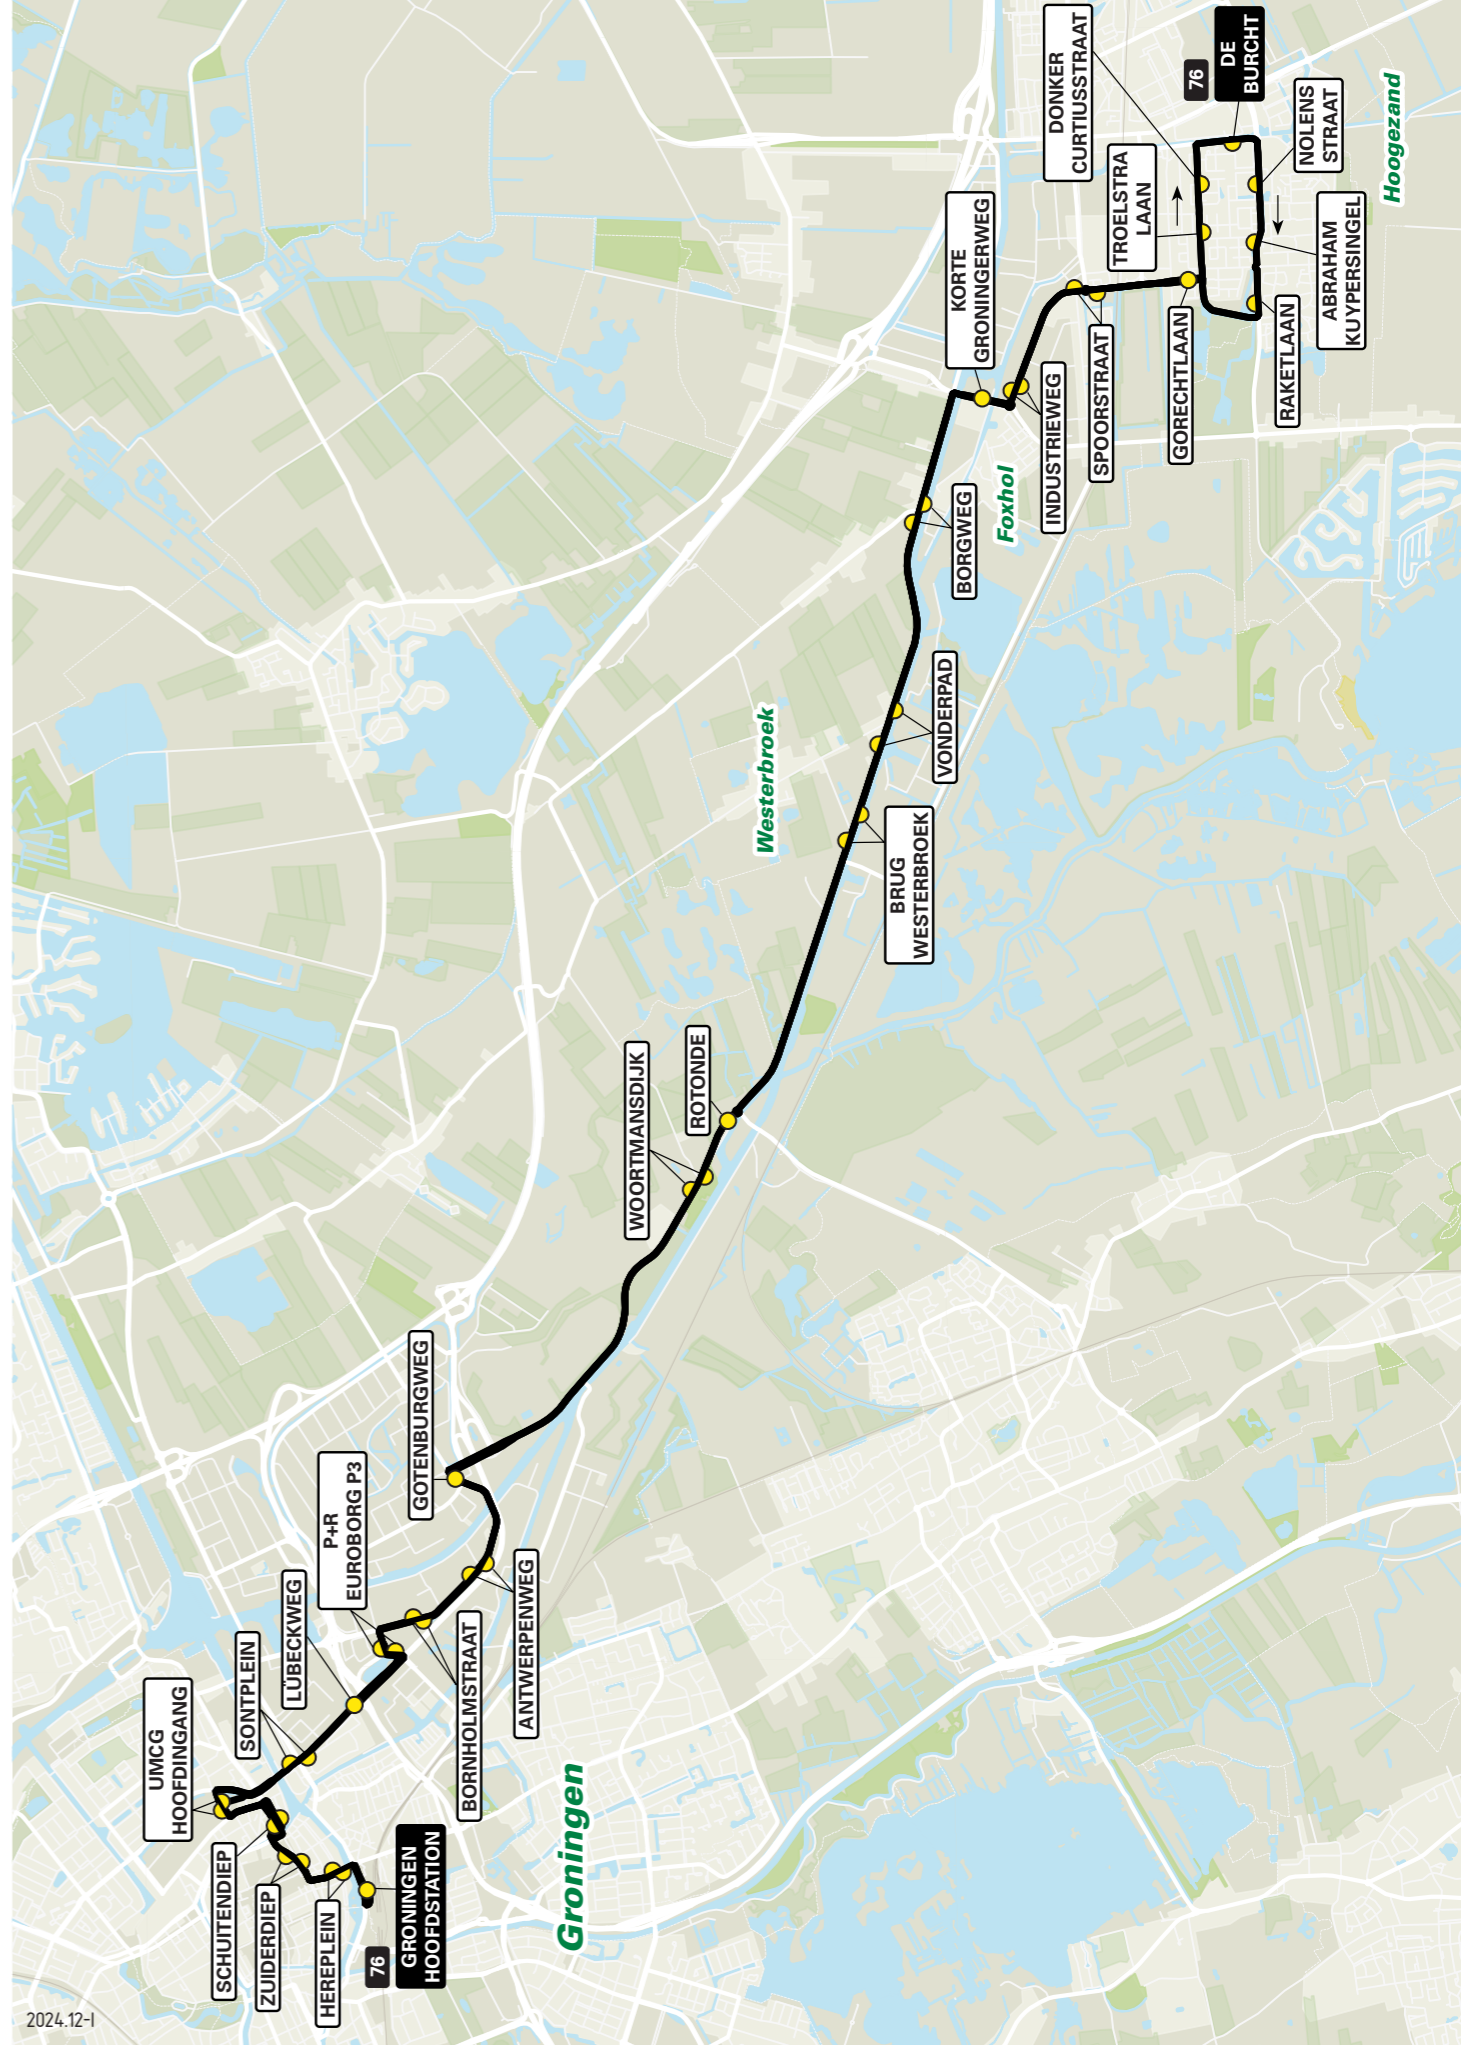 2024.12-I
76
GRONINGEN
HOOFDSTATION
HEREPLEIN
ZUIDERDIEP
SCHUITENDIEP
UMCG
HOOFDINGANG
SONTPLEIN
LÜBECKWEG
P+R
EUROBORG P3
BORNHOLMSTRAAT
ANTWERPENWEG
GOTENBURGWEG
Groningen
WOORTMANSDIJK
ROTONDE
BRUG
WESTERBROEK
Westerbroek
VONDERPAD
BORGWEG
Foxhol
KORTE
GRONINGERWEG
INDUSTRIEWEG
SPOORSTRAAT
GORECHTLAAN
TROELSTRA
LAAN
DONKER
CURTIUSSTRAAT
76
DE
BURCHT
NOLENS
STRAAT
ABRAHAM
KUYPERSINGEL
RAKETLAAN
Hoogezand